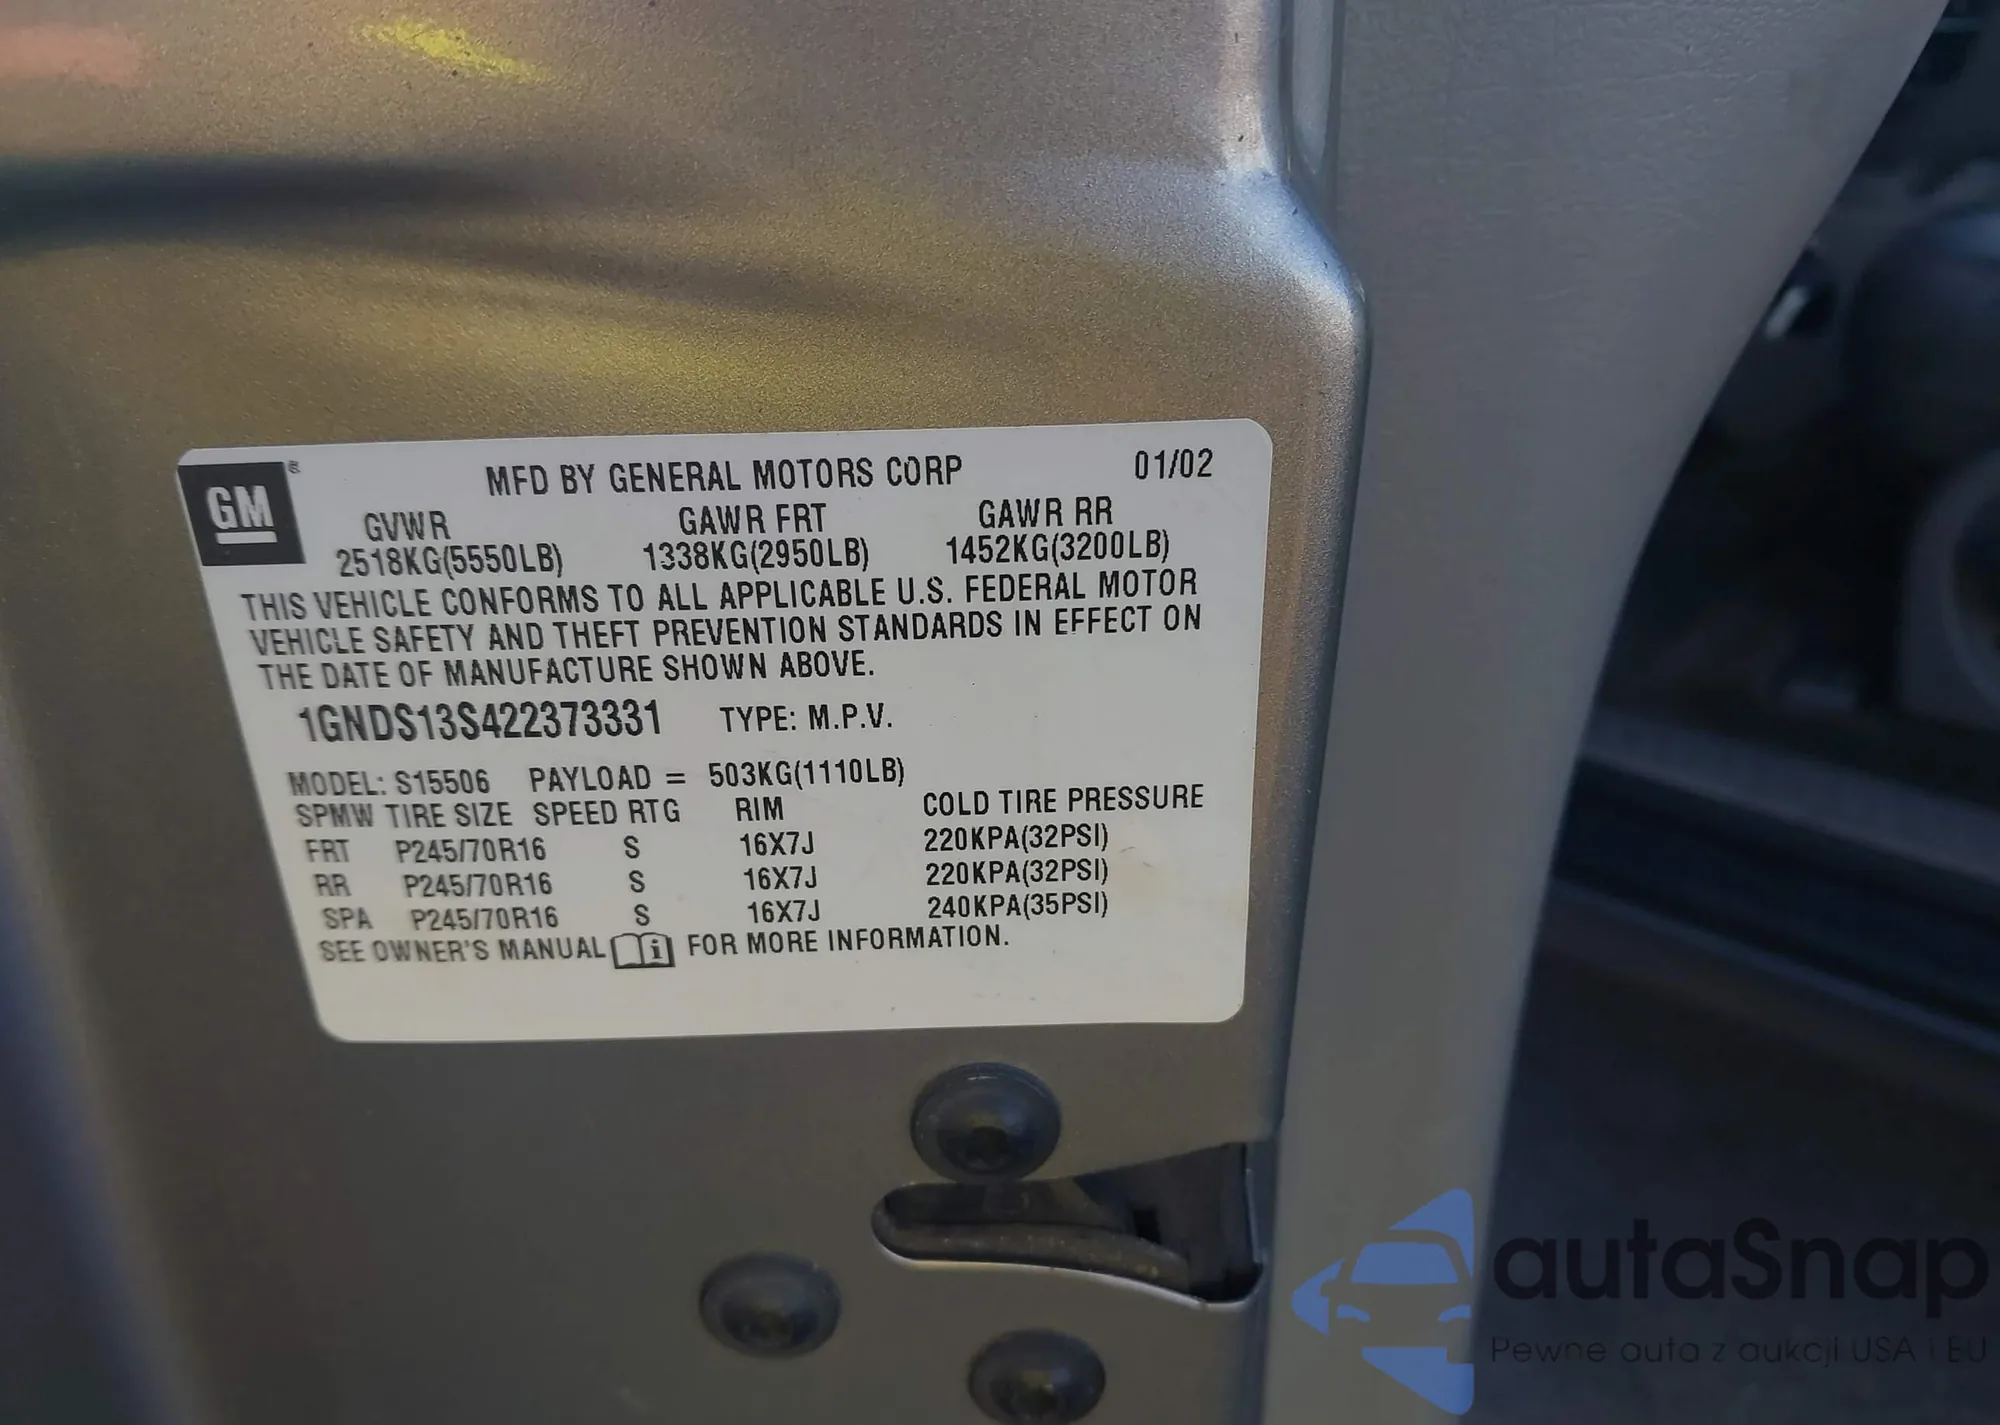 GM®
MFD BY GENERAL MOTORS CORP 01/02
GVWR GAWR FRT GAWR RR
2518KG(5550LB) 1338KG(2950LB) 1452KG(3200LB)
THIS VEHICLE CONFORMS TO ALL APPLICABLE U.S. FEDERAL MOTOR
VEHICLE SAFETY AND THEFT PREVENTION STANDARDS IN EFFECT ON
THE DATE OF MANUFACTURE SHOWN ABOVE.
1GNDS13S422373331 TYPE: M.P.V.
MODEL: S15506 PAYLOAD = 503KG(1110LB)
SPMW TIRE SIZE SPEED RTG RIM COLD TIRE PRESSURE
FRT P245/70R16 S 16X7J 220KPA(32PSI)
RR P245/70R16 S 16X7J 220KPA(32PSI)
SPA P245/70R16 S 16X7J 240KPA(35PSI)
SEE OWNER'S MANUAL i FOR MORE INFORMATION.
autaSnap
Pewne auta z aukcji USA i EU